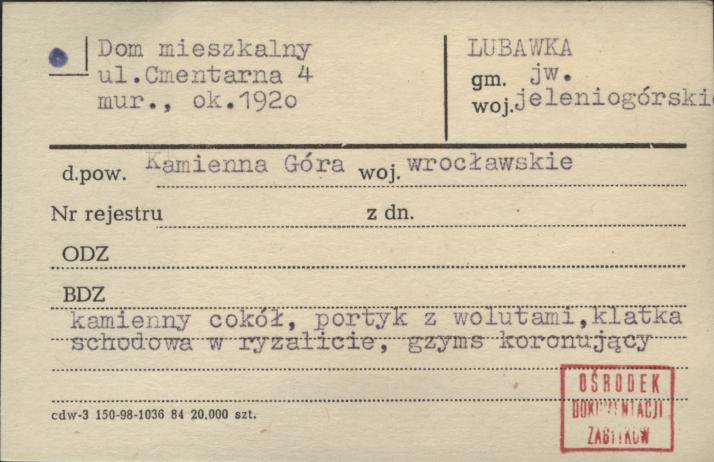 Dom mieszkalny
ul.Cmentarna 4
mur., ok.1920
LUBAWKA
gm. jw.
woj. jeleniogórskie
d.pow. Kamienna Góra woj. wrocławskie
Nr rejestru z dn.
ODZ
BDZ
kamienny cokół, portyk z wolutami,klatka
schodowa w ryzalicie, gzyms koronujący
cdw-3 150-98-1036 84 20.000 szt.
OŚRODEK
DOKUMENTACJI
ZABYTKÓW